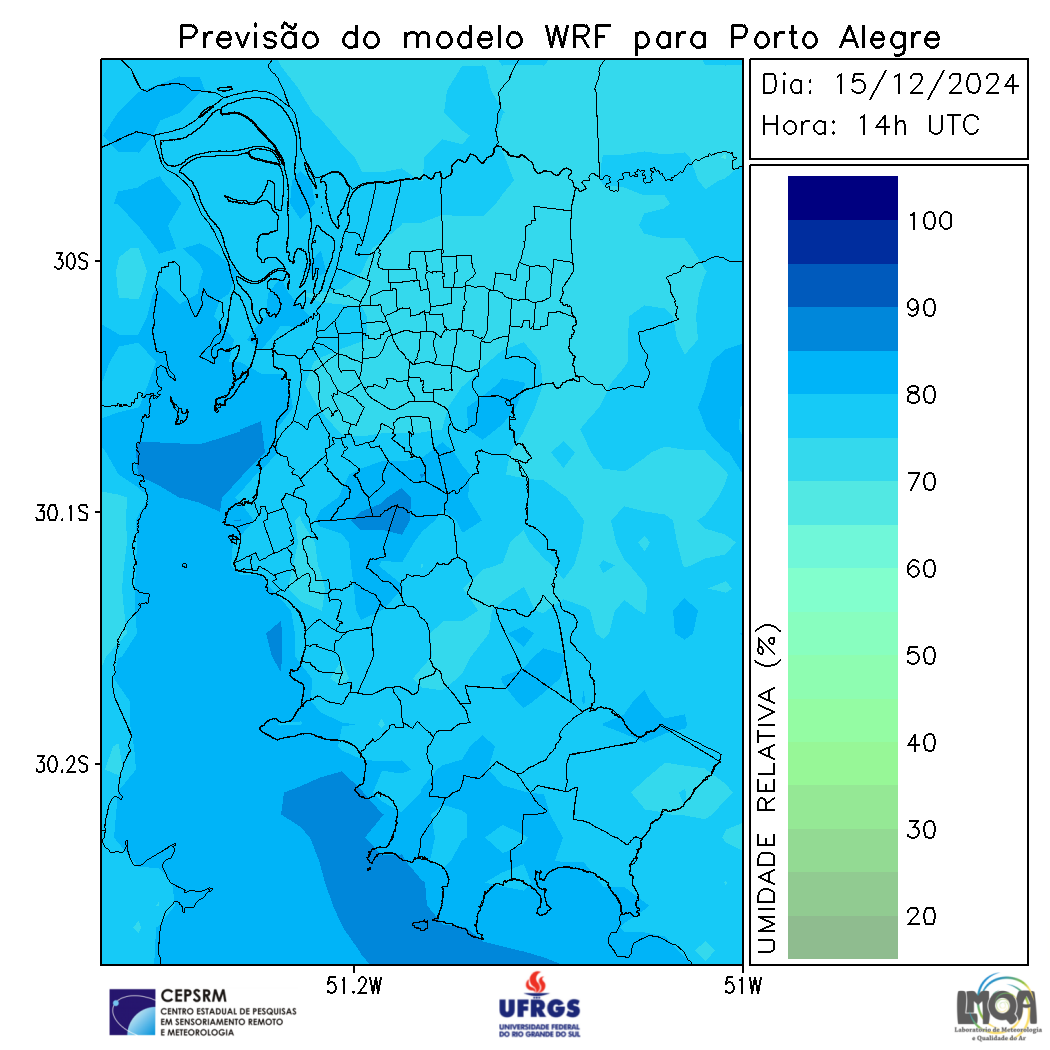 Previsão do modelo WRF para Porto Alegre
Dia: 15/12/2024
Hora: 14h UTC
30S
30.1S
30.2S
51.2W
51W
100
90
80
70
60
50
40
30
20
UMIDADE RELATIVA (%)
CEPSRM
CENTRO ESTADUAL DE PESQUISAS
EM SENSORIAMENTO REMOTO
E METEOROLOGIA
UFRGS
UNIVERSIDADE FEDERAL
DO RIO GRANDE DO SUL
LMQA
Laboratório de Meteorologia
e Qualidade do Ar